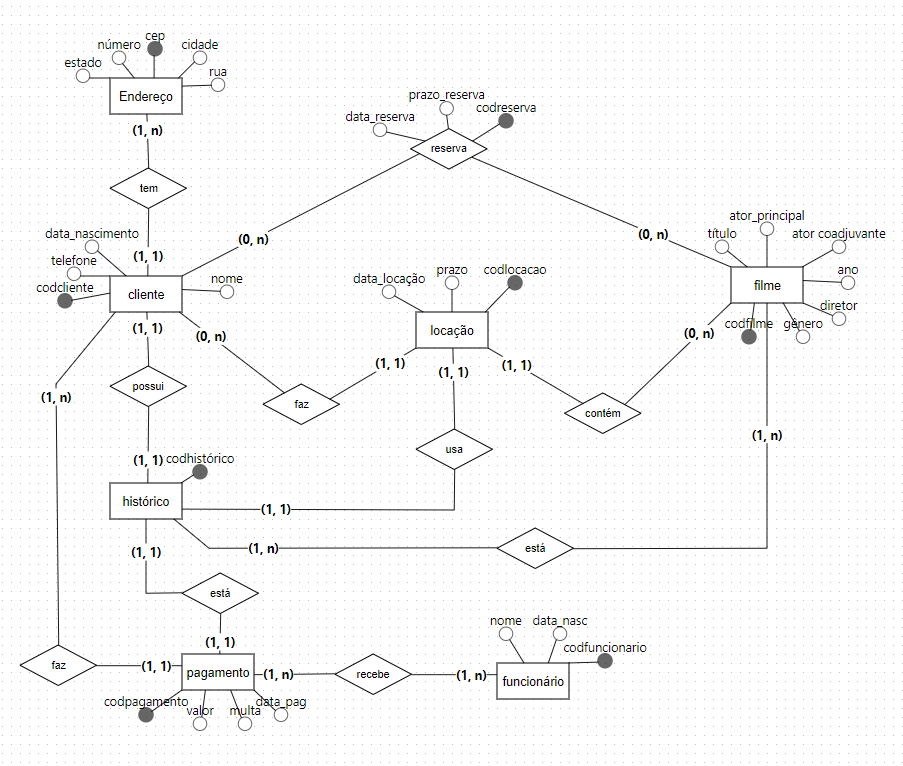 cep
número
cidade
estado
rua
Endereço
(1, n)
tem
(1, 1)
prazo_reserva
codreserva
data_reserva
reserva
(0, n)
(0, n)
data_nascimento
telefone
codcliente
nome
cliente
ator_principal
título
ator coadjuvante
ano
diretor
filme
codfilme
gênero
data_locação
prazo
codlocacao
locação
(1, 1)
(0, n)
(1, 1)
(1, 1)
(1, 1)
(0, n)
(1, n)
possui
faz
contém
usa
(1, n)
(1, 1)
codhistórico
histórico
(1, 1)
(1, 1)
(1, n)
está
está
(1, 1)
nome
data_nasc
codfuncionario
faz
(1, 1)
pagamento
(1, n)
recebe
(1, n)
funcionário
codpagamento
valor
multa
data_pag